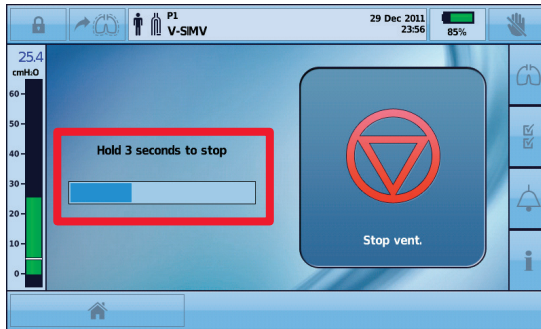 P1
V-SIMV
29 Dec 2011
23:56
85%
25.4
cmH₂O
60
50
40
30
20
10
0
Hold 3 seconds to stop
Stop vent.